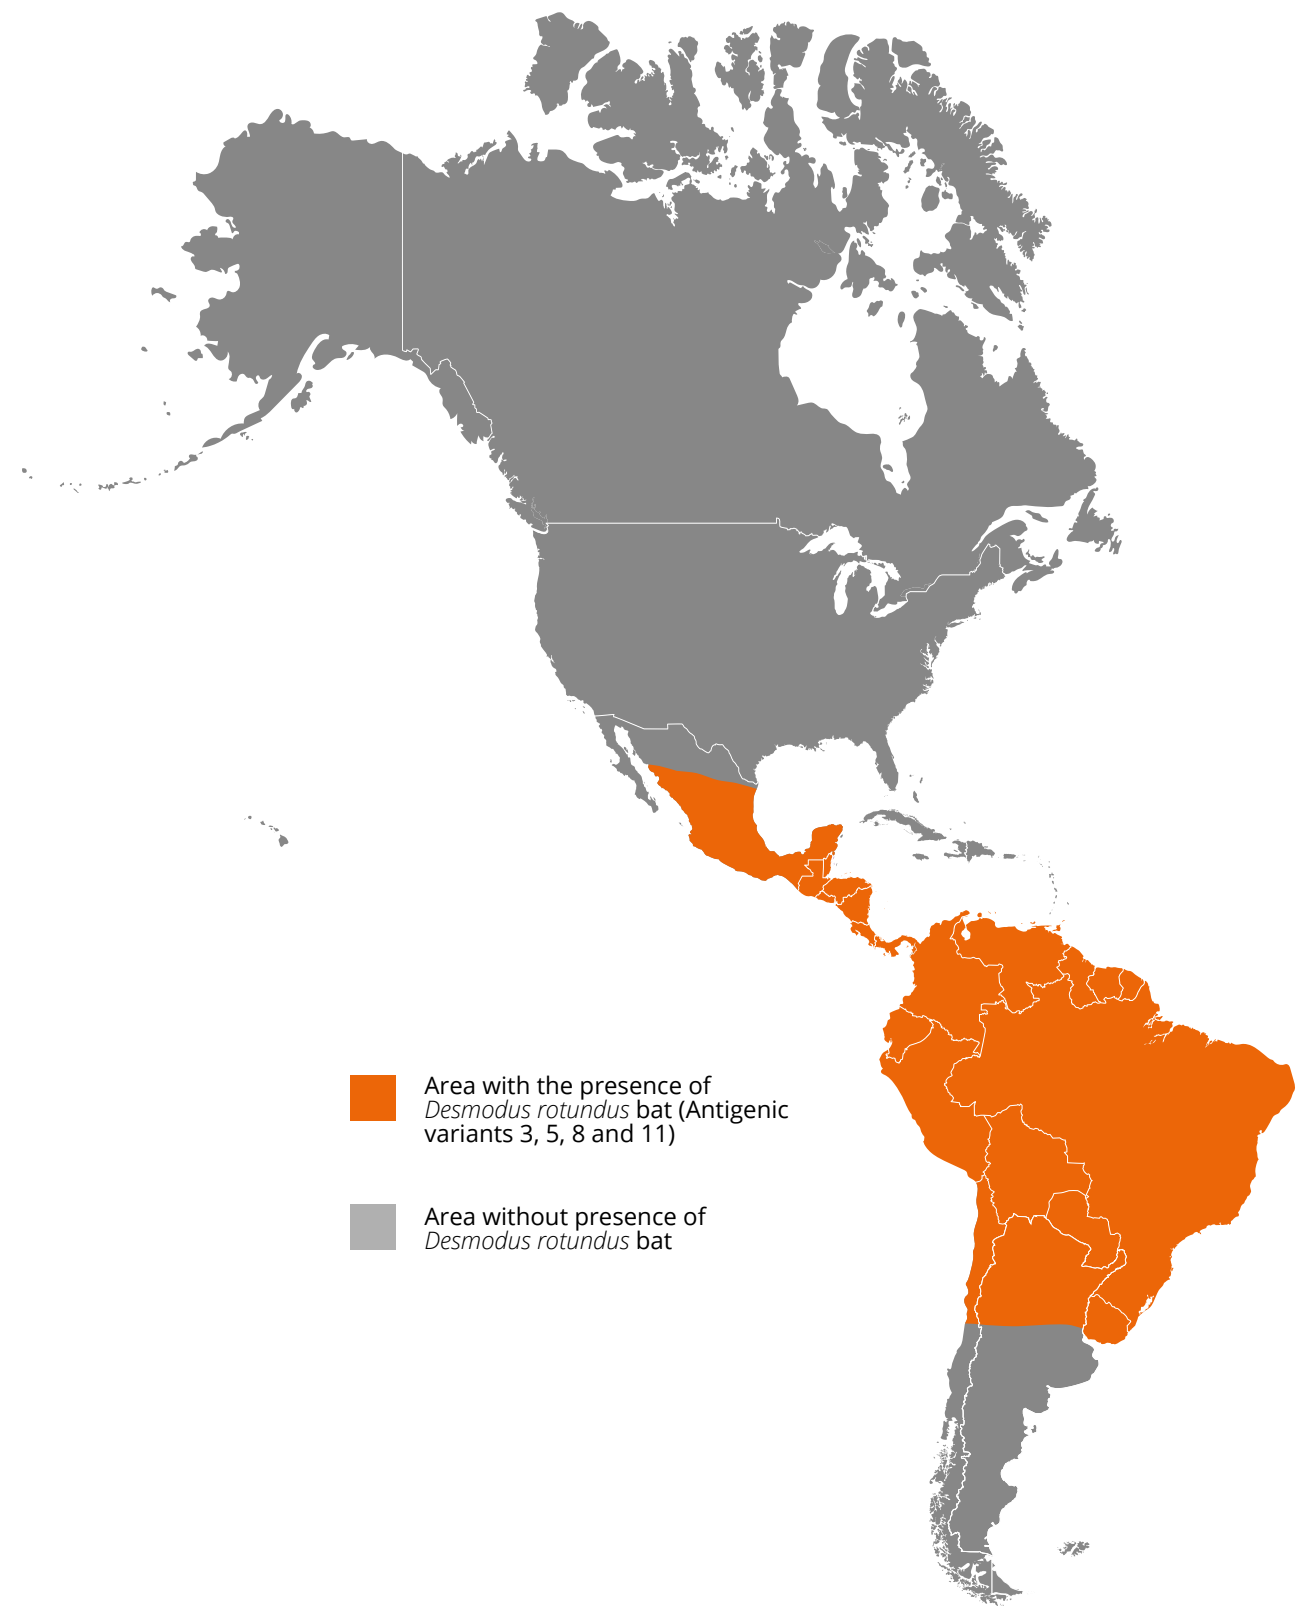 Area with the presence of
Desmodus rotundus bat (Antigenic
variants 3, 5, 8 and 11)
Area without presence of
Desmodus rotundus bat